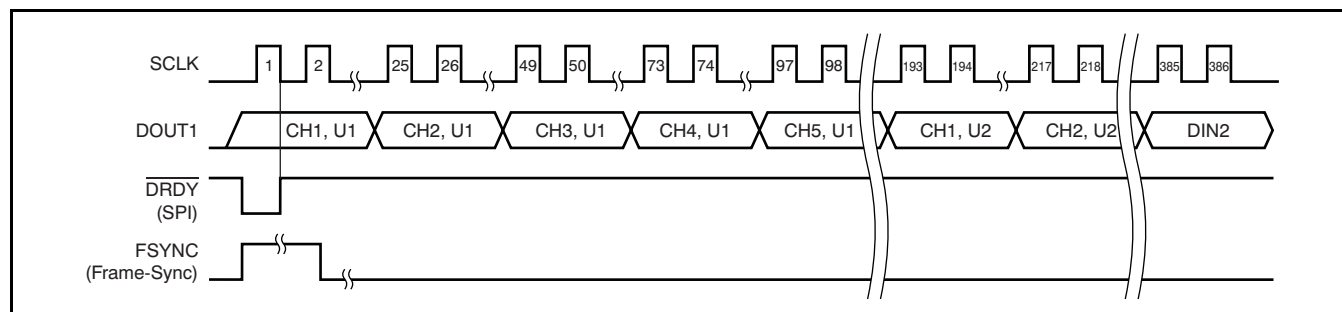 SCLK
1 2 25 26 49 50 73 74 97 98 193 194 217 218 385 386
DOUT1
CH1, U1 CH2, U1 CH3, U1 CH4, U1 CH5, U1 CH1, U2 CH2, U2 DIN2
DRDY
(SPI)
FSYNC
(Frame-Sync)